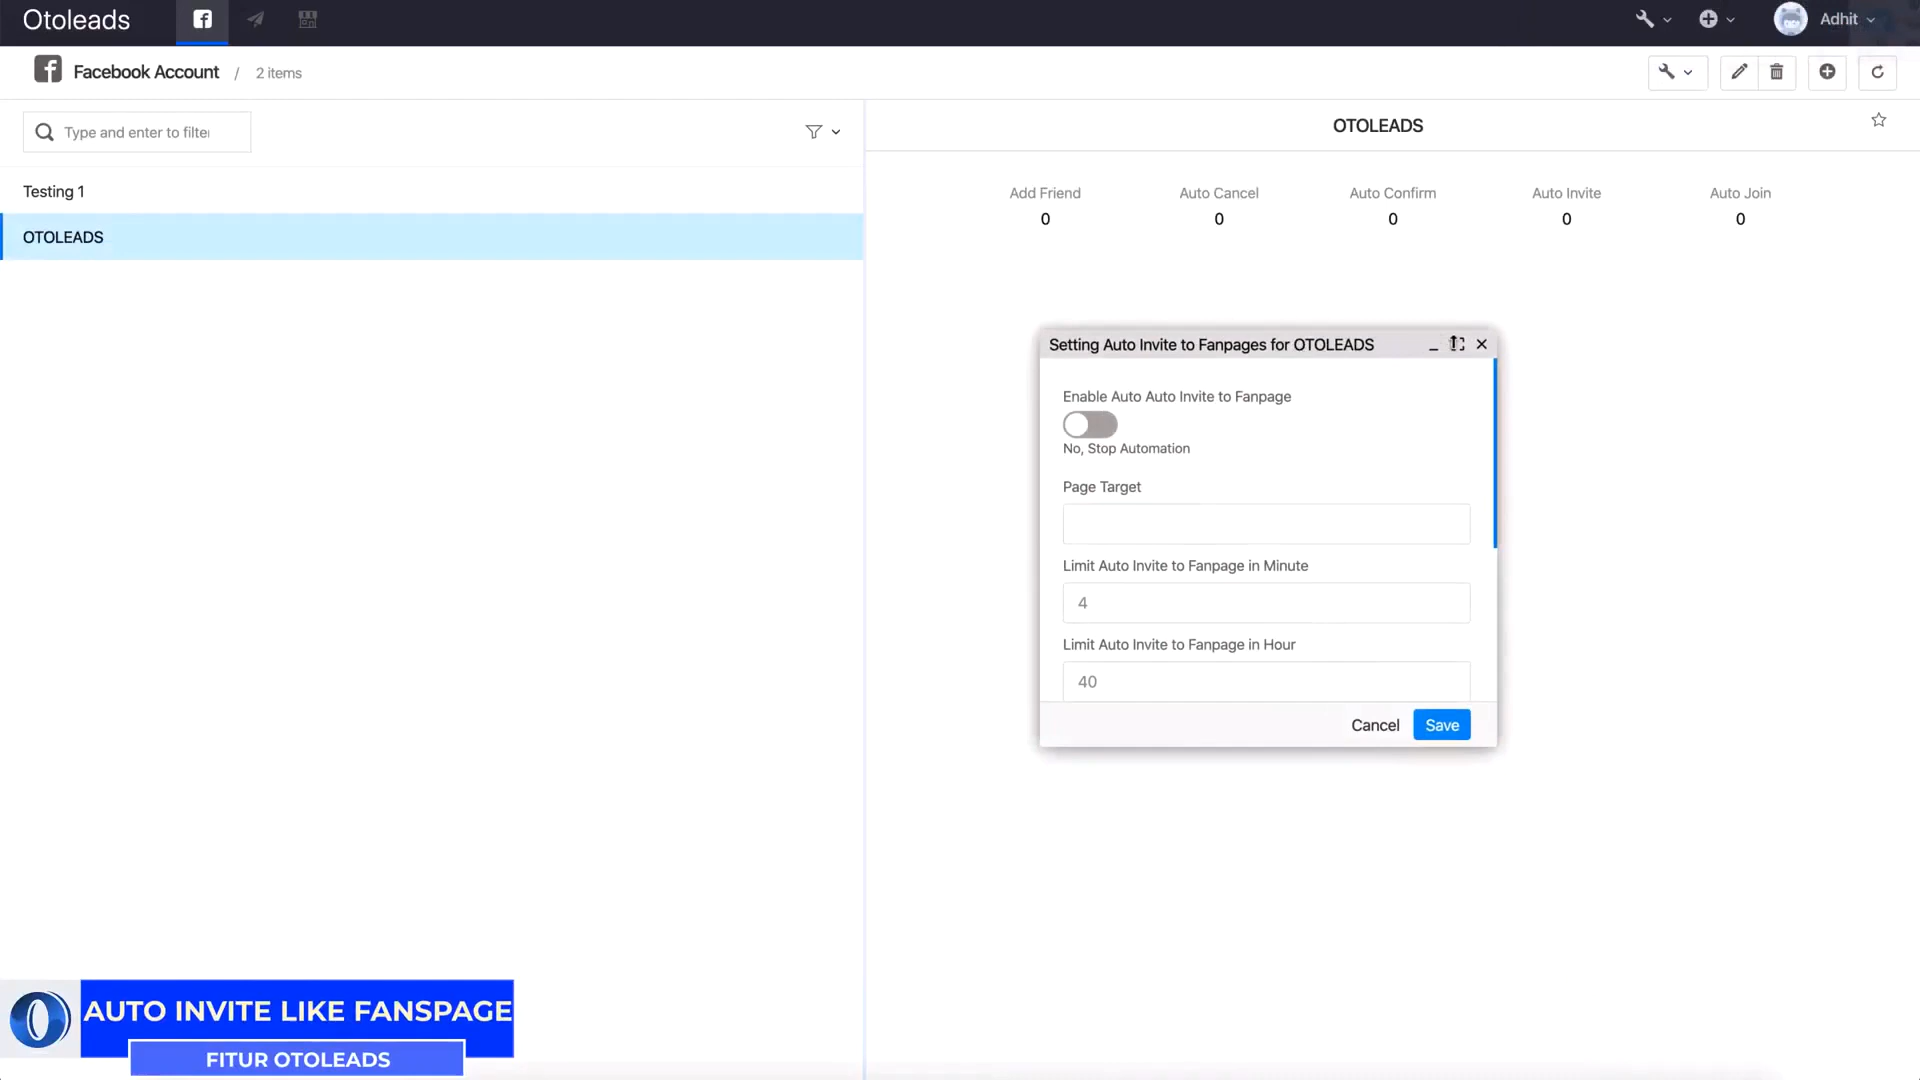 Otoleads
Adhit
Facebook Account / 2 items
Type and enter to filter
OTOLEADS
Testing 1
OTOLEADS
Add Friend Auto Cancel Auto Confirm Auto Invite Auto Join
0 0 0 0 0
Setting Auto Invite to Fanpages for OTOLEADS
Enable Auto Auto Invite to Fanpage
No, Stop Automation
Page Target
Limit Auto Invite to Fanpage in Minute
4
Limit Auto Invite to Fanpage in Hour
40
Cancel Save
AUTO INVITE LIKE FANSPAGE
FITUR OTOLEADS